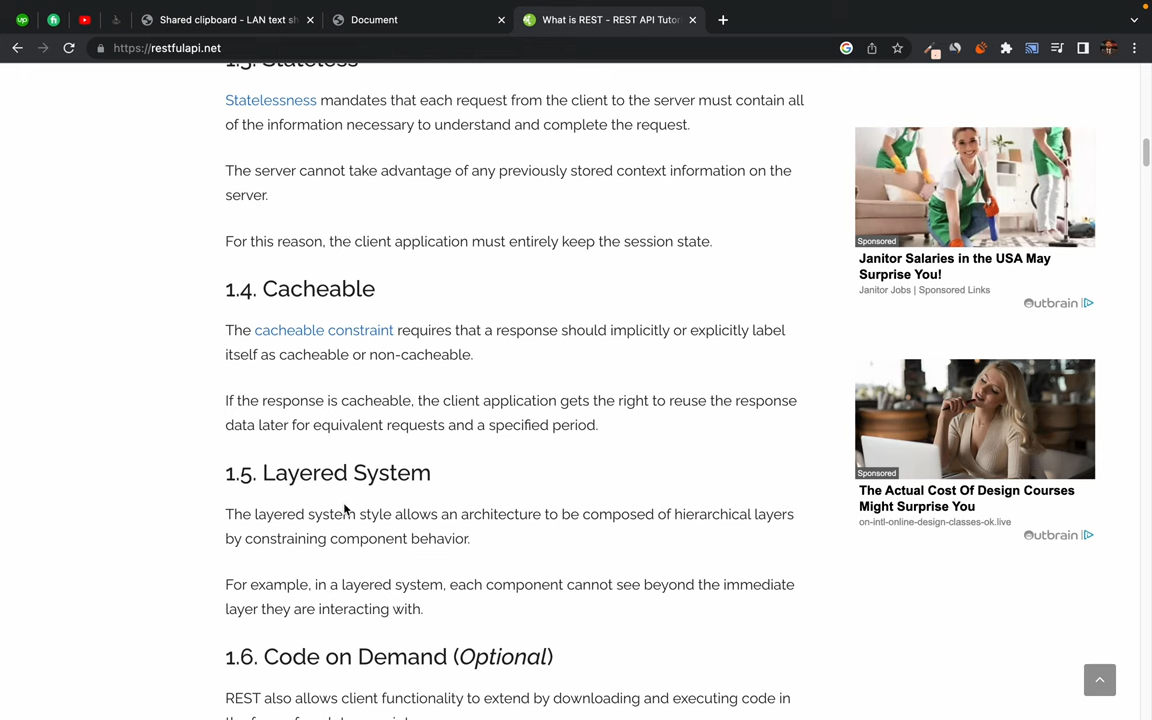 Shared clipboard - LAN text sh
Document
What is REST - REST API Tutor
https://restfulapi.net
1.3. Stateless
Statelessness mandates that each request from the client to the server must contain all
of the information necessary to understand and complete the request.
The server cannot take advantage of any previously stored context information on the
server.
For this reason, the client application must entirely keep the session state.
1.4. Cacheable
The cacheable constraint requires that a response should implicitly or explicitly label
itself as cacheable or non-cacheable.
If the response is cacheable, the client application gets the right to reuse the response
data later for equivalent requests and a specified period.
1.5. Layered System
The layered system style allows an architecture to be composed of hierarchical layers
by constraining component behavior.
For example, in a layered system, each component cannot see beyond the immediate
layer they are interacting with.
1.6. Code on Demand (Optional)
REST also allows client functionality to extend by downloading and executing code in
Sponsored
Janitor Salaries in the USA May
Surprise You!
Janitor Jobs | Sponsored Links
Outbrain
Sponsored
The Actual Cost Of Design Courses
Might Surprise You
on-intl-online-design-classes-ok.live
Outbrain